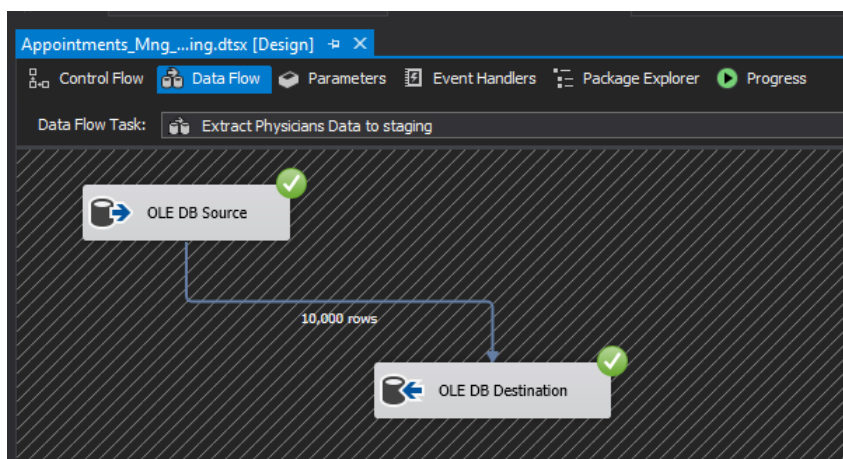 Appointments_Mng_...ing.dtsx [Design]
Control Flow Data Flow Parameters Event Handlers Package Explorer Progress
Data Flow Task: Extract Physicians Data to staging
OLE DB Source
10,000 rows
OLE DB Destination